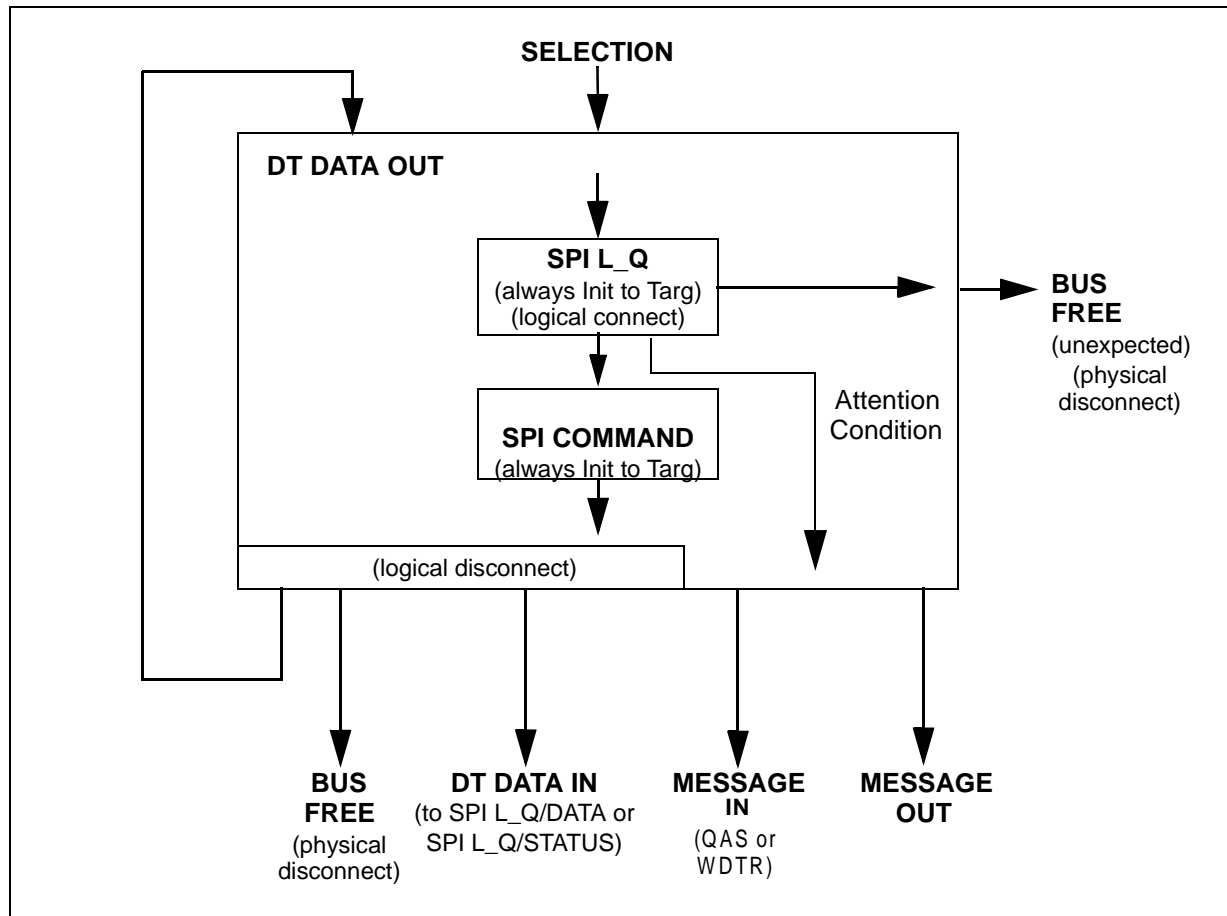 SELECTION
DT DATA OUT
SPI L_Q
(always Init to Targ)
(logical connect)
BUS
FREE
(unexpected)
(physical
disconnect)
Attention
Condition
SPI COMMAND
(always Init to Targ)
(logical disconnect)
BUS
FREE
(physical
disconnect)
DT DATA IN
(to SPI L_Q/DATA or
SPI L_Q/STATUS)
MESSAGE
IN
(QAS or
WDTR)
MESSAGE
OUT